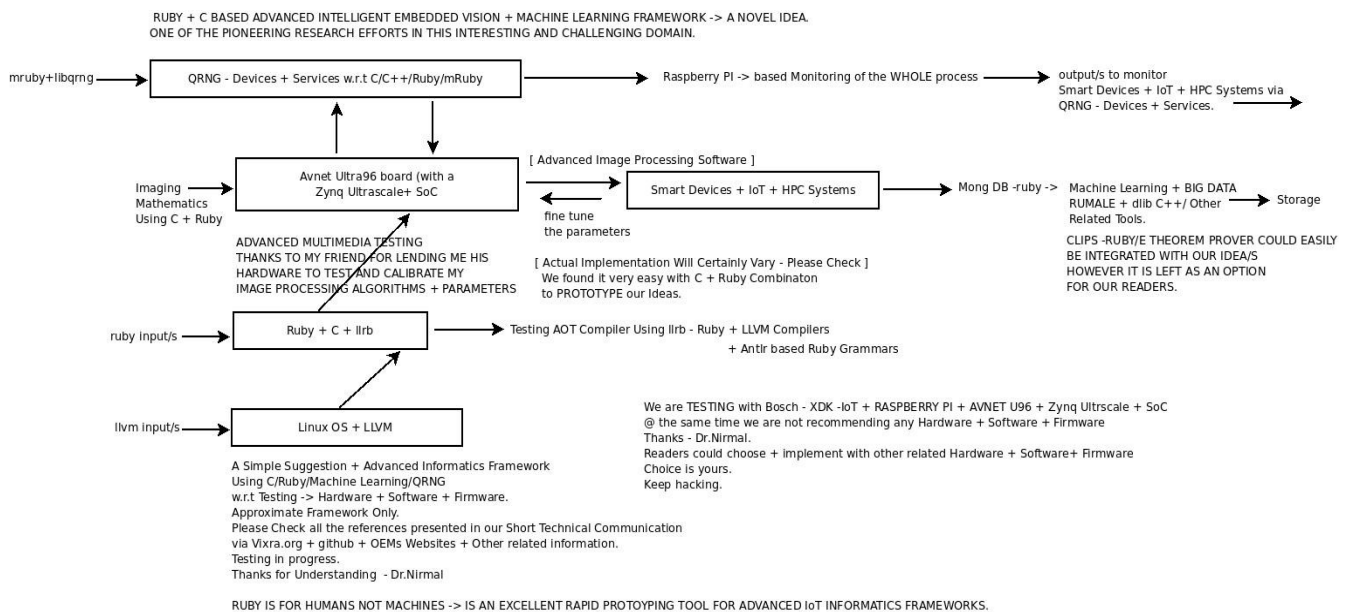 RUBY + C BASED ADVANCED INTELLIGENT EMBEDDED VISION + MACHINE LEARNING FRAMEWORK -> A NOVEL IDEA.
ONE OF THE PIONEERING RESEARCH EFFORTS IN THIS INTERESTING AND CHALLENGING DOMAIN.
mruby+libqrng
QRNG - Devices + Services w.r.t C/C++/Ruby/mRuby
Raspberry PI -> based Monitoring of the WHOLE process
output/s to monitor
Smart Devices + IoT + HPC Systems via
QRNG - Devices + Services.
Imaging
Mathematics
Using C + Ruby
Avnet Ultra96 board (with a
Zynq Ultrascale+ SoC
[ Advanced Image Processing Software ]
fine tune
the parameters
Smart Devices + IoT + HPC Systems
Mong DB -ruby ->
Machine Learning + BIG DATA
RUMALE + dlib C++/ Other
Related Tools.
Storage
CLIPS -RUBY/E THEOREM PROVER COULD EASILY
BE INTEGRATED WITH OUR IDEA/S
HOWEVER IT IS LEFT AS AN OPTION
FOR OUR READERS.
ADVANCED MULTIMEDIA TESTING
THANKS TO MY FRIEND FOR LENDING ME HIS
HARDWARE TO TEST AND CALIBRATE MY
IMAGE PROCESSING ALGORITHMS + PARAMETERS
[ Actual Implementation Will Certainly Vary - Please Check ]
We found it very easy with C + Ruby Combinaton
to PROTOTYPE our Ideas.
ruby input/s
Ruby + C + llrb
Testing AOT Compiler Using llrb - Ruby + LLVM Compilers
+ Antlr based Ruby Grammars
llvm input/s
Linux OS + LLVM
We are TESTING with Bosch - XDK -IoT + RASPBERRY PI + AVNET U96 + Zynq Ultrscale + SoC
@ the same time we are not recommending any Hardware + Software + Firmware
Thanks - Dr.Nirmal.
Readers could choose + implement with other related Hardware + Software+ Firmware
Choice is yours.
Keep hacking.
A Simple Suggestion + Advanced Informatics Framework
Using C/Ruby/Machine Learning/QRNG
w.r.t Testing -> Hardware + Software + Firmware.
Approximate Framework Only.
Please Check all the references presented in our Short Technical Communication
via Vixra.org + github + OEMs Websites + Other related information.
Testing in progress.
Thanks for Understanding - Dr.Nirmal
RUBY IS FOR HUMANS NOT MACHINES -> IS AN EXCELLENT RAPID PROTOYPING TOOL FOR ADVANCED IoT INFORMATICS FRAMEWORKS.